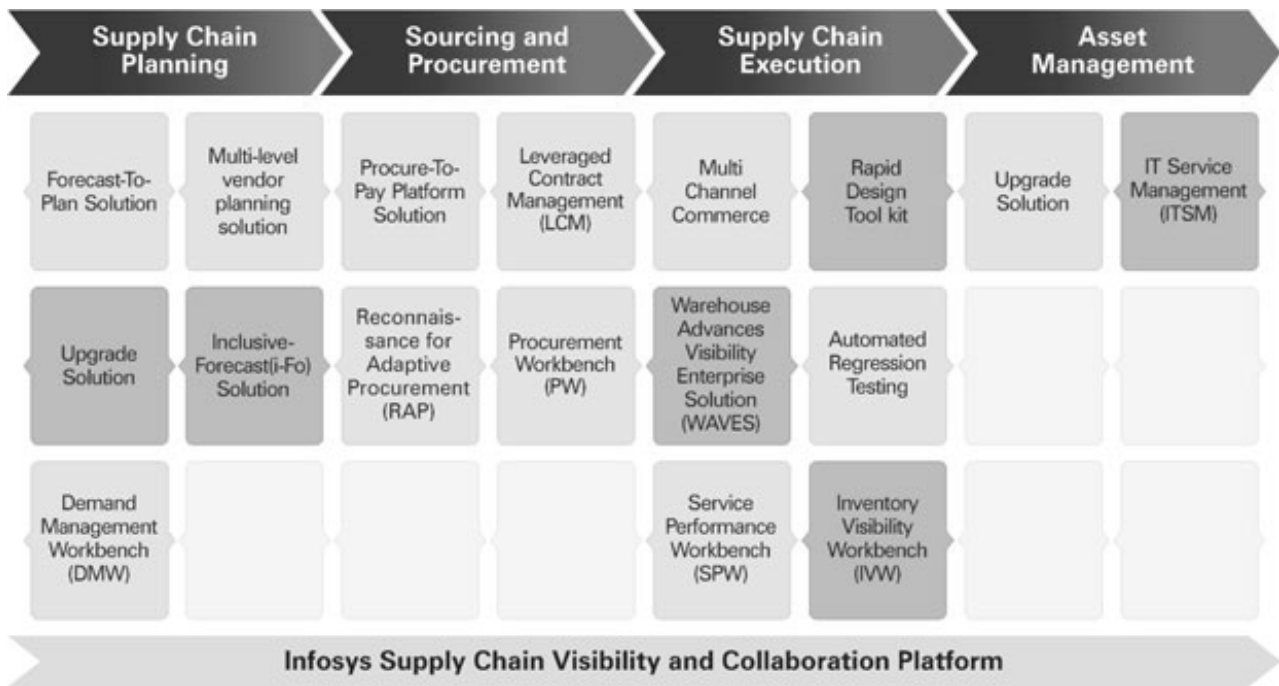 Supply Chain
Planning
Sourcing and
Procurement
Supply Chain
Execution
Asset
Management
Forecast-To-
Plan Solution
Multi-level
vendor
planning
solution
Procure-To-
Pay Platform
Solution
Leveraged
Contract
Management
(LCM)
Multi
Channel
Commerce
Rapid
Design
Tool kit
Upgrade
Solution
IT Service
Management
(ITSM)
Upgrade
Solution
Inclusive-
Forecast(i-Fo)
Solution
Reconnais-
sance for
Adaptive
Procurement
(RAP)
Procurement
Workbench
(PW)
Warehouse
Advances
Visibility
Enterprise
Solution
(WAVES)
Automated
Regression
Testing
Demand
Management
Workbench
(DMW)
Service
Performance
Workbench
(SPW)
Inventory
Visibility
Workbench
(IVW)
Infosys Supply Chain Visibility and Collaboration Platform